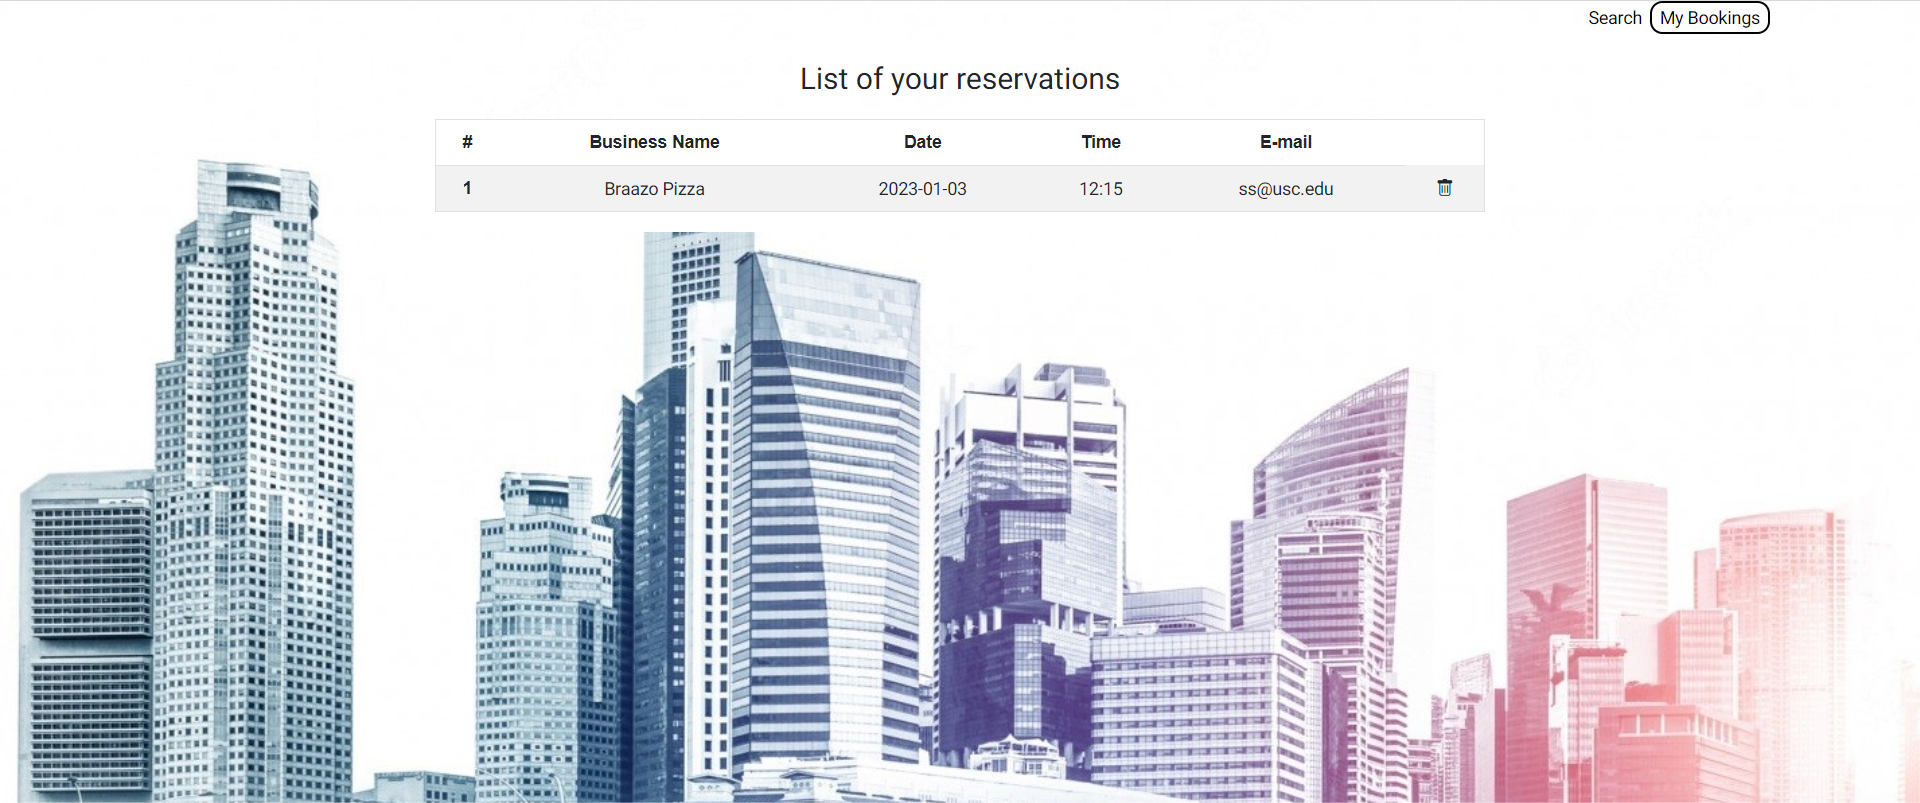 Search My Bookings
List of your reservations
# Business Name Date Time E-mail
1 Braazo Pizza 2023-01-03 12:15 ss@usc.edu